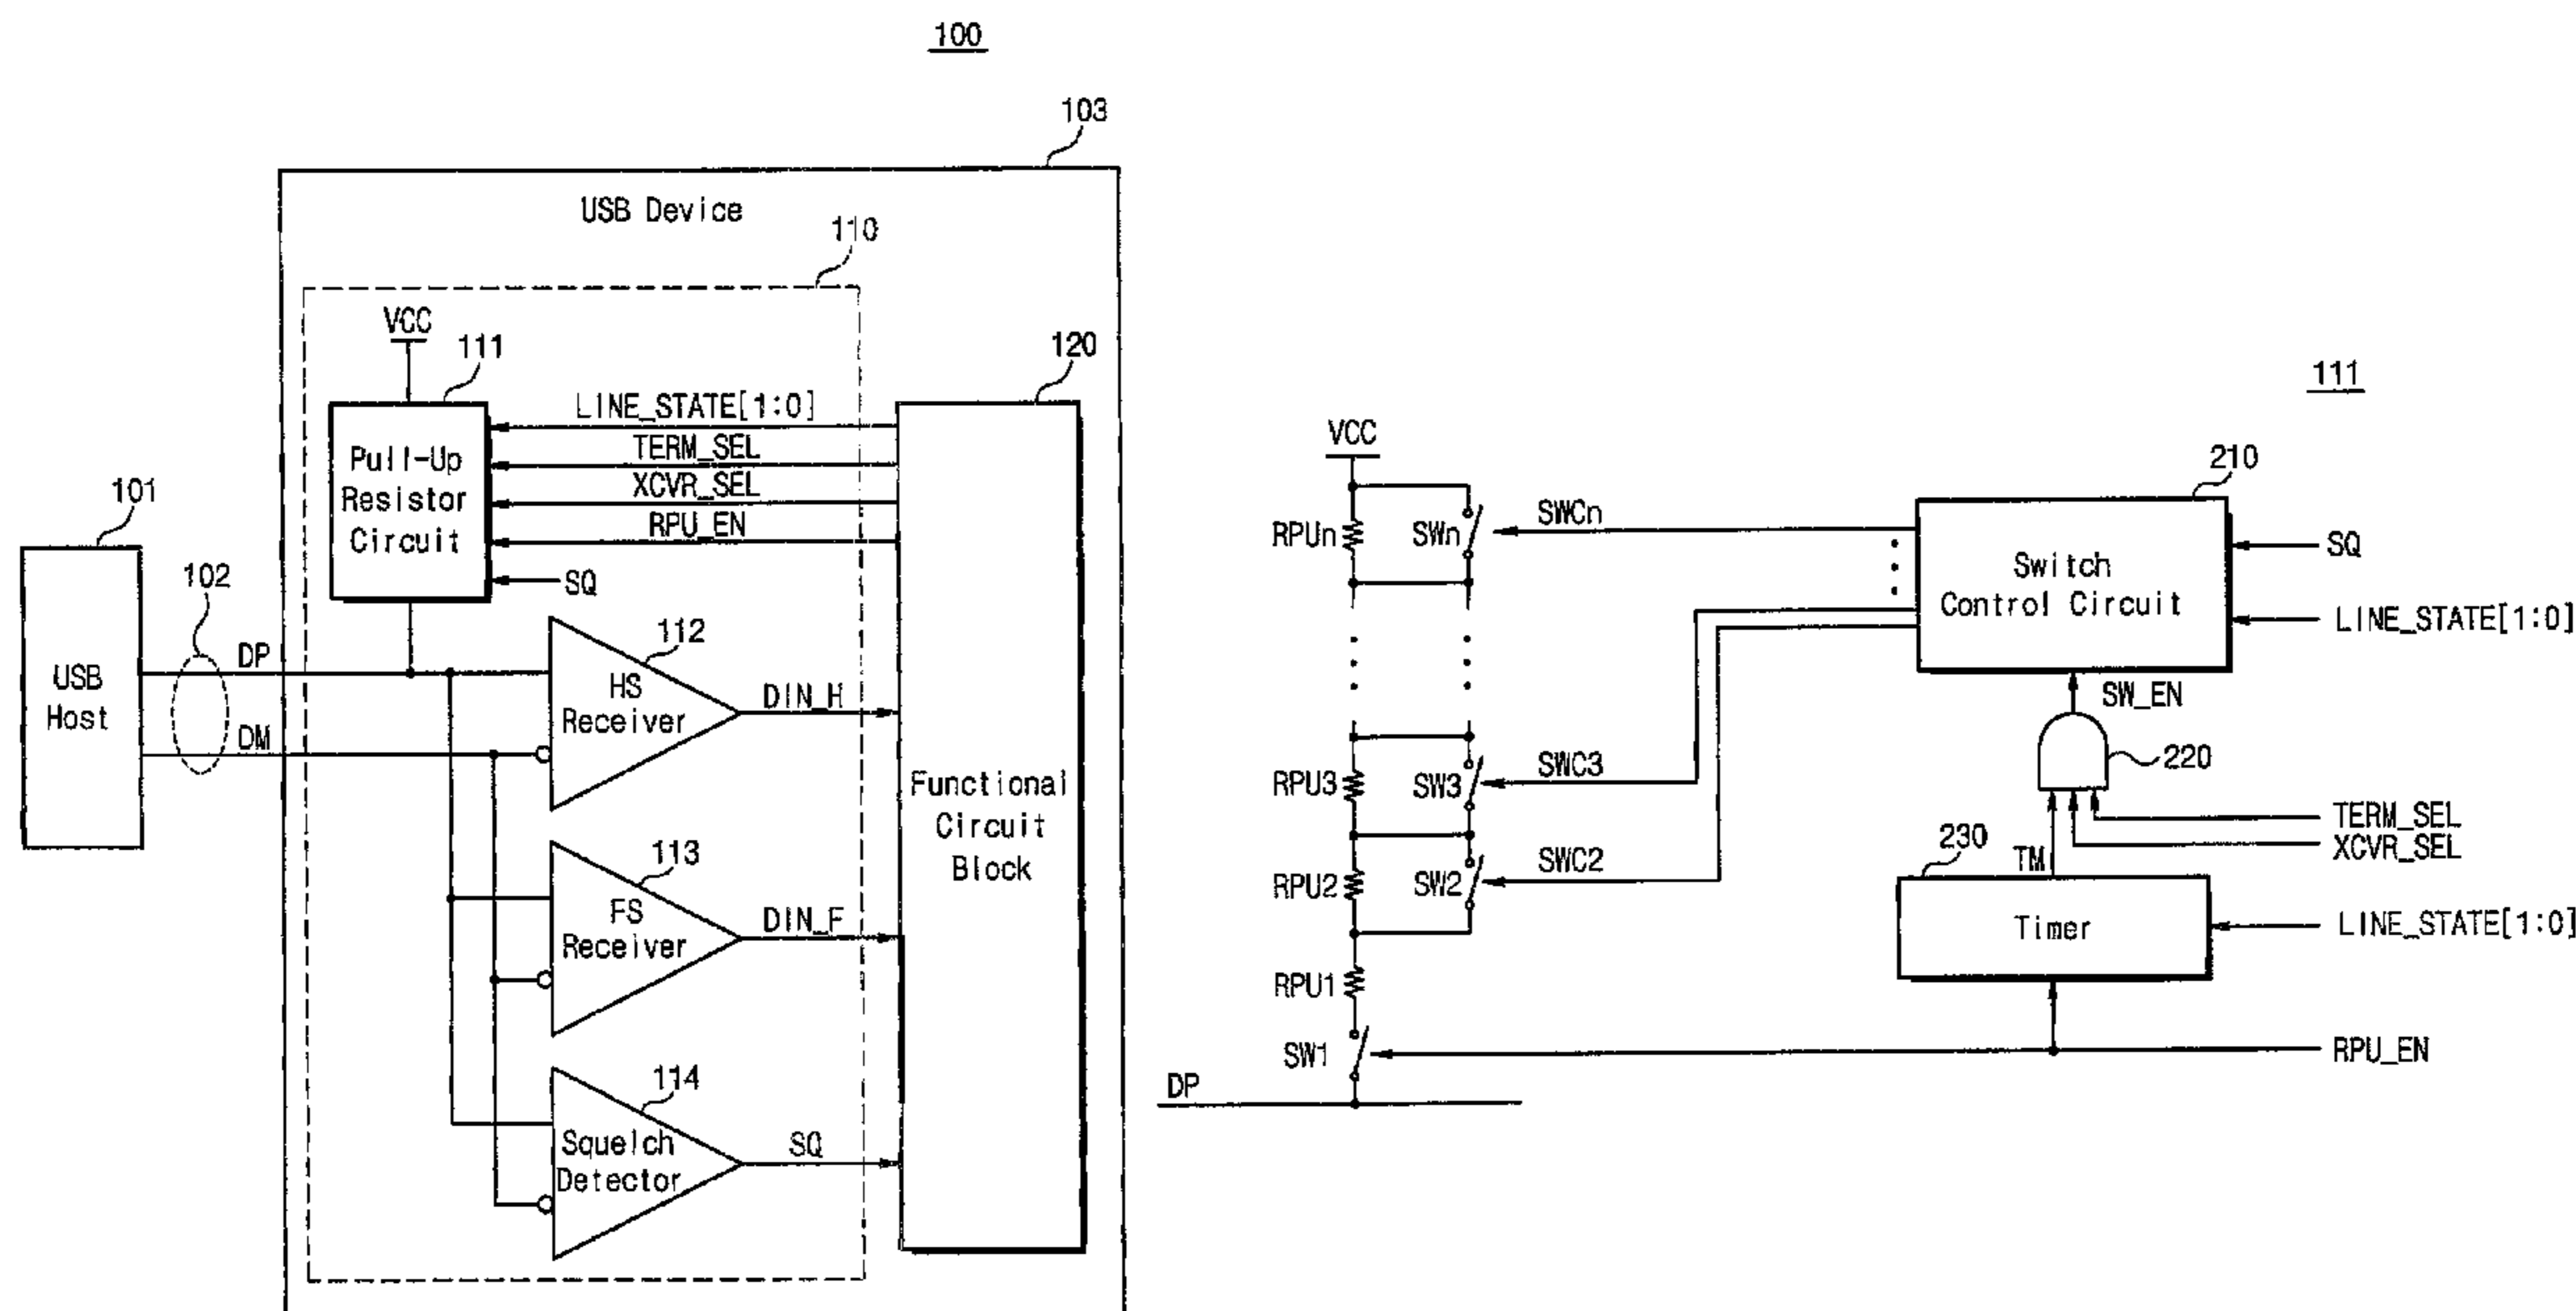 100
103
USB Device
110
VCC
111
120
LINE_STATE[1:0]
TERM_SEL
XCVR_SEL
RPU_EN
SQ
Pull-Up
Resistor
Circuit
101
USB
Host
102
DP
DM
112
HS
Receiver
DIN_H
113
FS
Receiver
DIN_F
114
Squelch
Detector
SQ
Functional
Circuit
Block
111
VCC
RPUn
SWn
SWCn
210
Switch
Control Circuit
SQ
LINE_STATE[1:0]
SW_EN
220
RPU3
SW3
SWC3
TERM_SEL
XCVR_SEL
RPU2
SW2
SWC2
230
TM
Timer
LINE_STATE[1:0]
RPU1
SW1
RPU_EN
DP